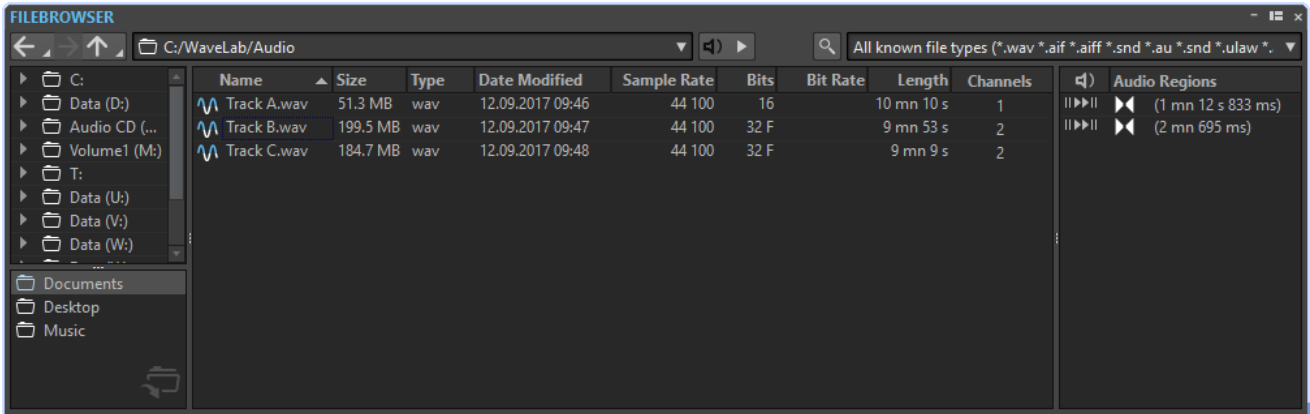 FILEBROWSER
C:/WaveLab/Audio
All known file types (*.wav *.aif *.aiff *.snd *.au *.snd *.ulaw *.
C:
Data (D:)
Audio CD (...
Volume1 (M:)
T:
Data (U:)
Data (V:)
Data (W:)
Documents
Desktop
Music
Name Size Type Date Modified Sample Rate Bits Bit Rate Length Channels
Track A.wav 51.3 MB wav 12.09.2017 09:46 44 100 16 10 mn 10 s 1
Track B.wav 199.5 MB wav 12.09.2017 09:47 44 100 32 F 9 mn 53 s 2
Track C.wav 184.7 MB wav 12.09.2017 09:48 44 100 32 F 9 mn 9 s 2
Audio Regions
(1 mn 12 s 833 ms)
(2 mn 695 ms)